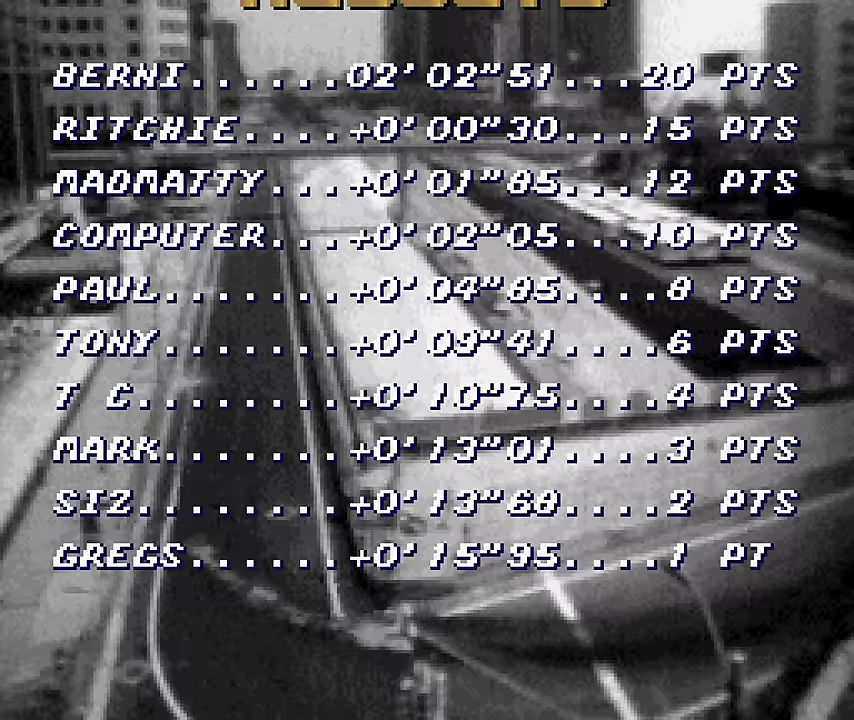 RESULTS
BERNI......02'02"51...20 PTS
RITCHIE....+0'00"30...15 PTS
MADMATTY...+0'01"85...12 PTS
COMPUTER...+0'02"05...10 PTS
PAUL.......+0'04"85....8 PTS
TONY.......+0'09"41....6 PTS
T C........+0'10"75....4 PTS
MARK.......+0'13"01....3 PTS
SIZ........+0'13"68....2 PTS
GREGS......+0'15"95....1 PT